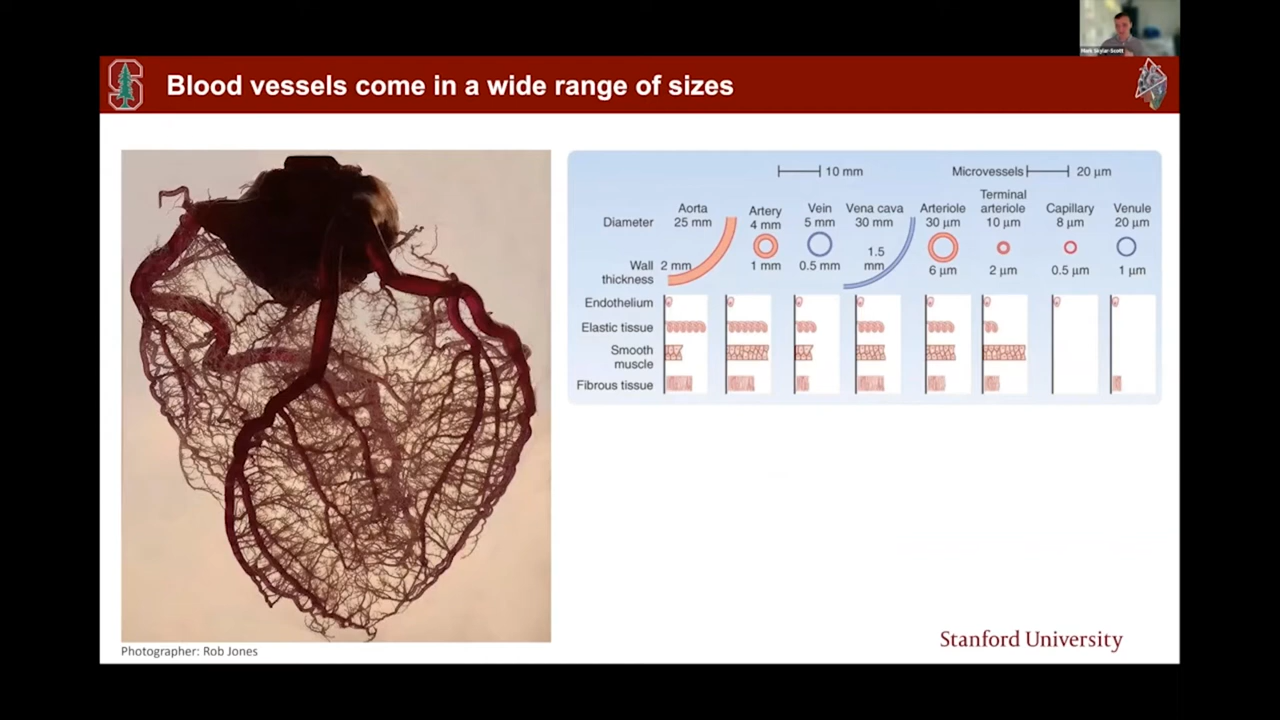 Mark Skylar-Scott
Blood vessels come in a wide range of sizes
10 mm
Microvessels 20 µm
Diameter
Aorta
25 mm
Artery
4 mm
Vein
5 mm
Vena cava
30 mm
Arteriole
30 µm
Terminal
arteriole
10 µm
Capillary
8 µm
Venule
20 µm
Wall
thickness
2 mm
1 mm
0.5 mm
1.5
mm
6 µm
2 µm
0.5 µm
1 µm
Endothelium
Elastic tissue
Smooth
muscle
Fibrous tissue
Photographer: Rob Jones
Stanford University